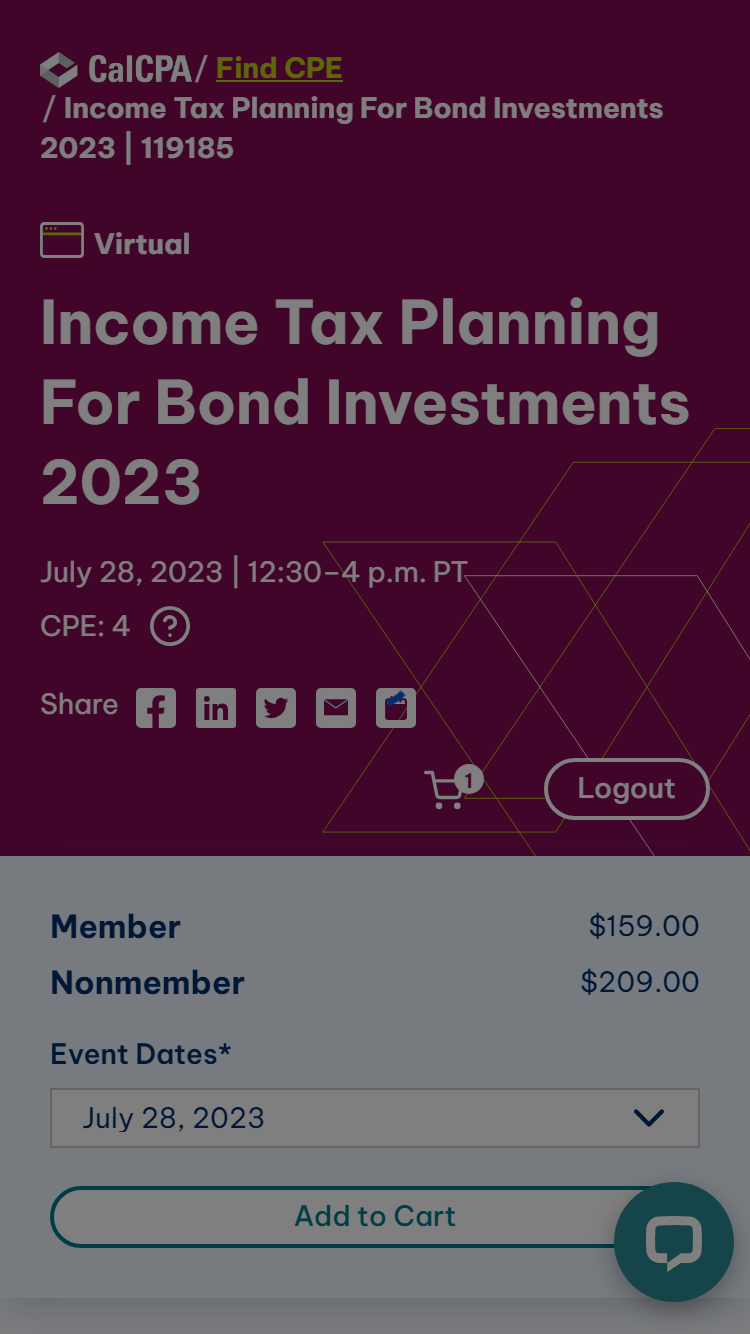 CalCPA / Find CPE
/ Income Tax Planning For Bond Investments
2023 | 119185
Virtual
Income Tax Planning
For Bond Investments
2023
July 28, 2023 | 12:30–4 p.m. PT
CPE: 4 ?
Share
1
Logout
Member $159.00
Nonmember $209.00
Event Dates*
July 28, 2023
Add to Cart